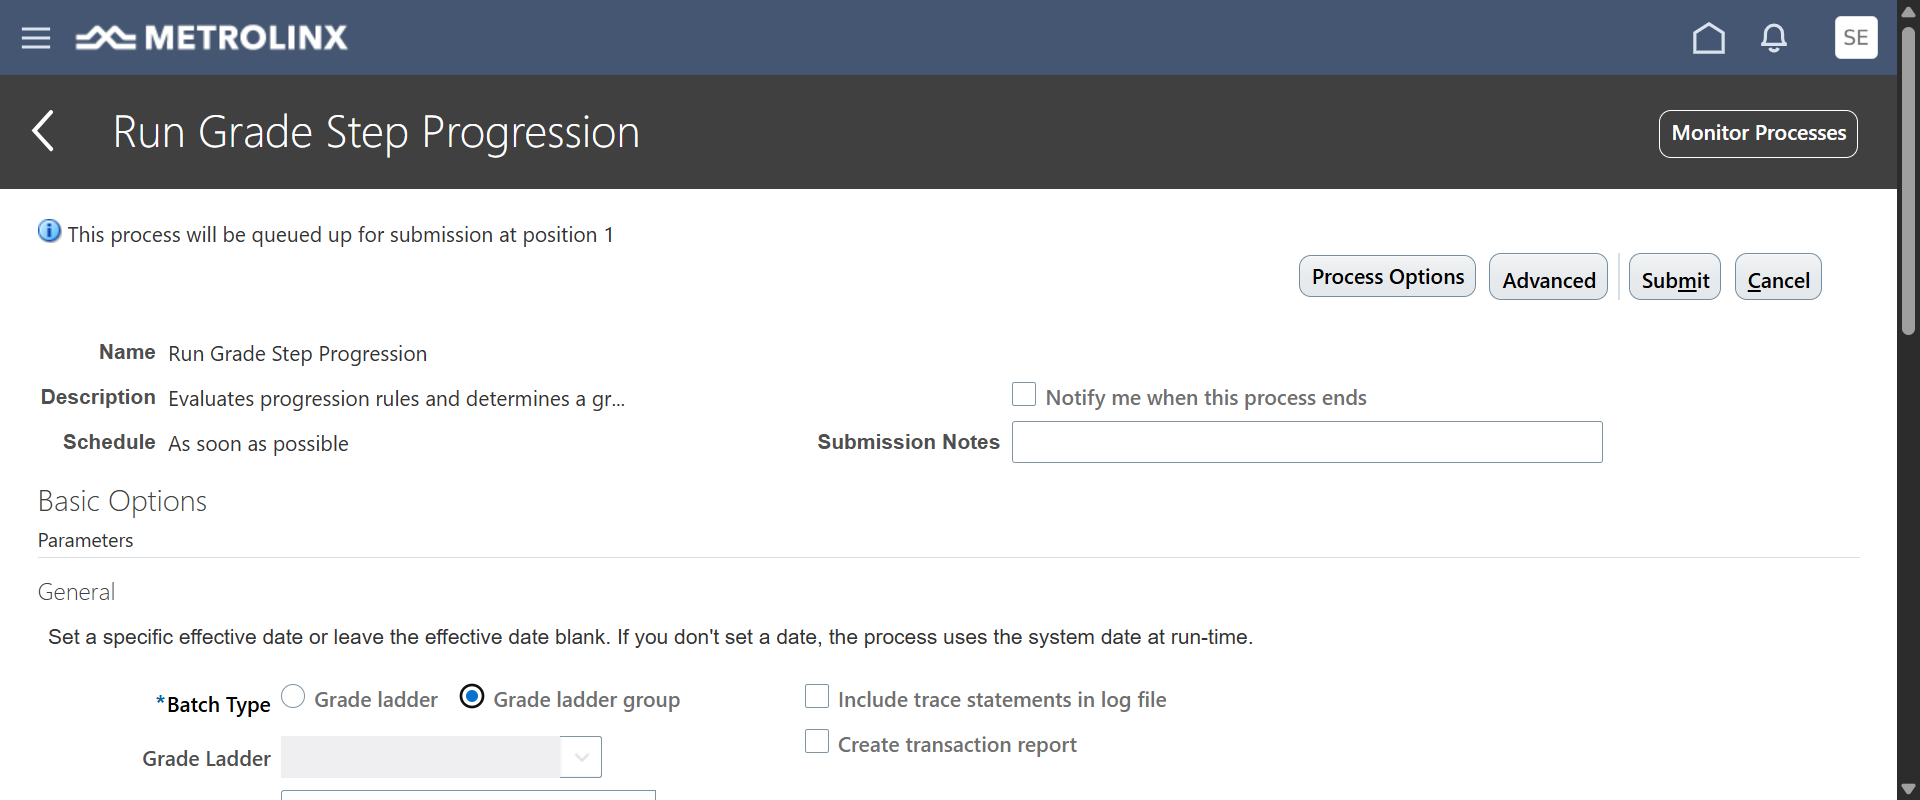 METROLINX
SE
Run Grade Step Progression
Monitor Processes
This process will be queued up for submission at position 1
Process Options
Advanced
Submit
Cancel
Name Run Grade Step Progression
Description Evaluates progression rules and determines a gr...
Notify me when this process ends
Schedule As soon as possible
Submission Notes
Basic Options
Parameters
General
Set a specific effective date or leave the effective date blank. If you don't set a date, the process uses the system date at run-time.
*Batch Type Grade ladder Grade ladder group
Include trace statements in log file
Create transaction report
Grade Ladder